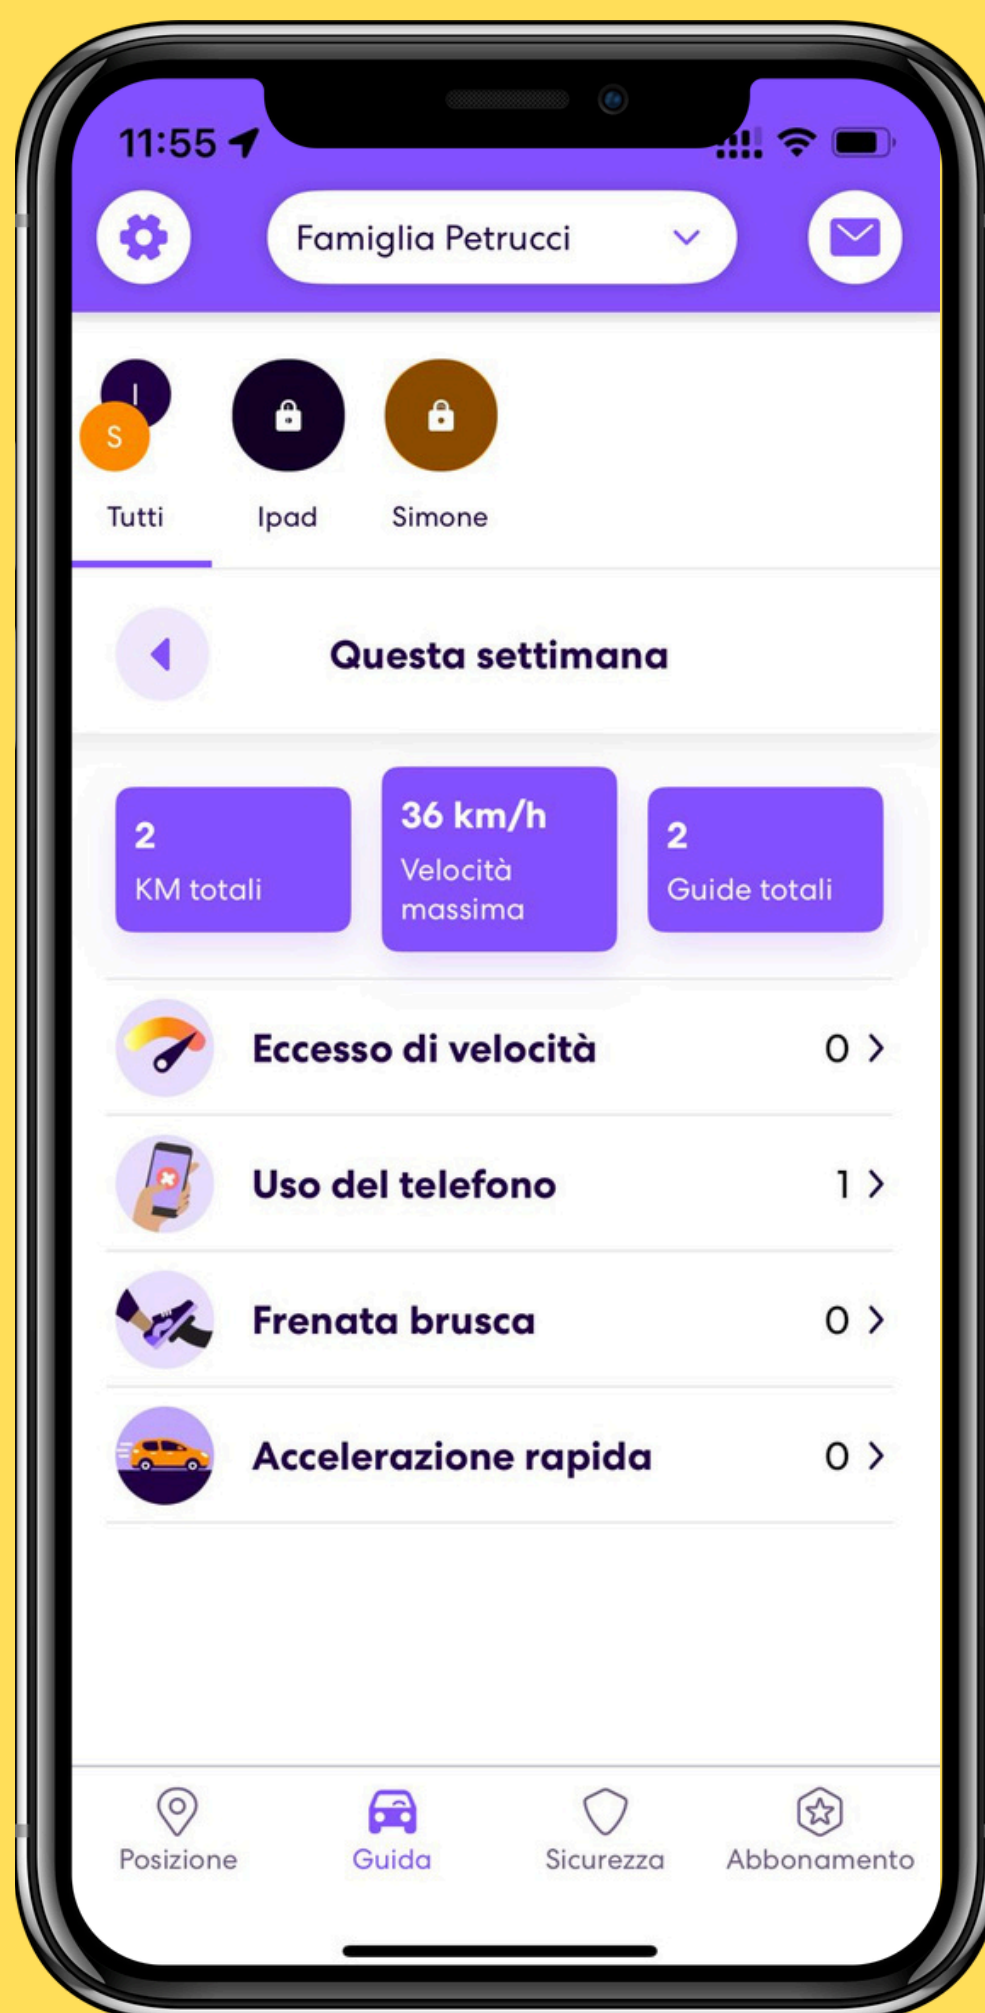 11:55
Famiglia Petrucci
I
S
Tutti
Ipad
Simone
Questa settimana
2
KM totali
36 km/h
Velocità
massima
2
Guide totali
Eccesso di velocità
0
Uso del telefono
1
Frenata brusca
0
Accelerazione rapida
0
Posizione
Guida
Sicurezza
Abbonamento